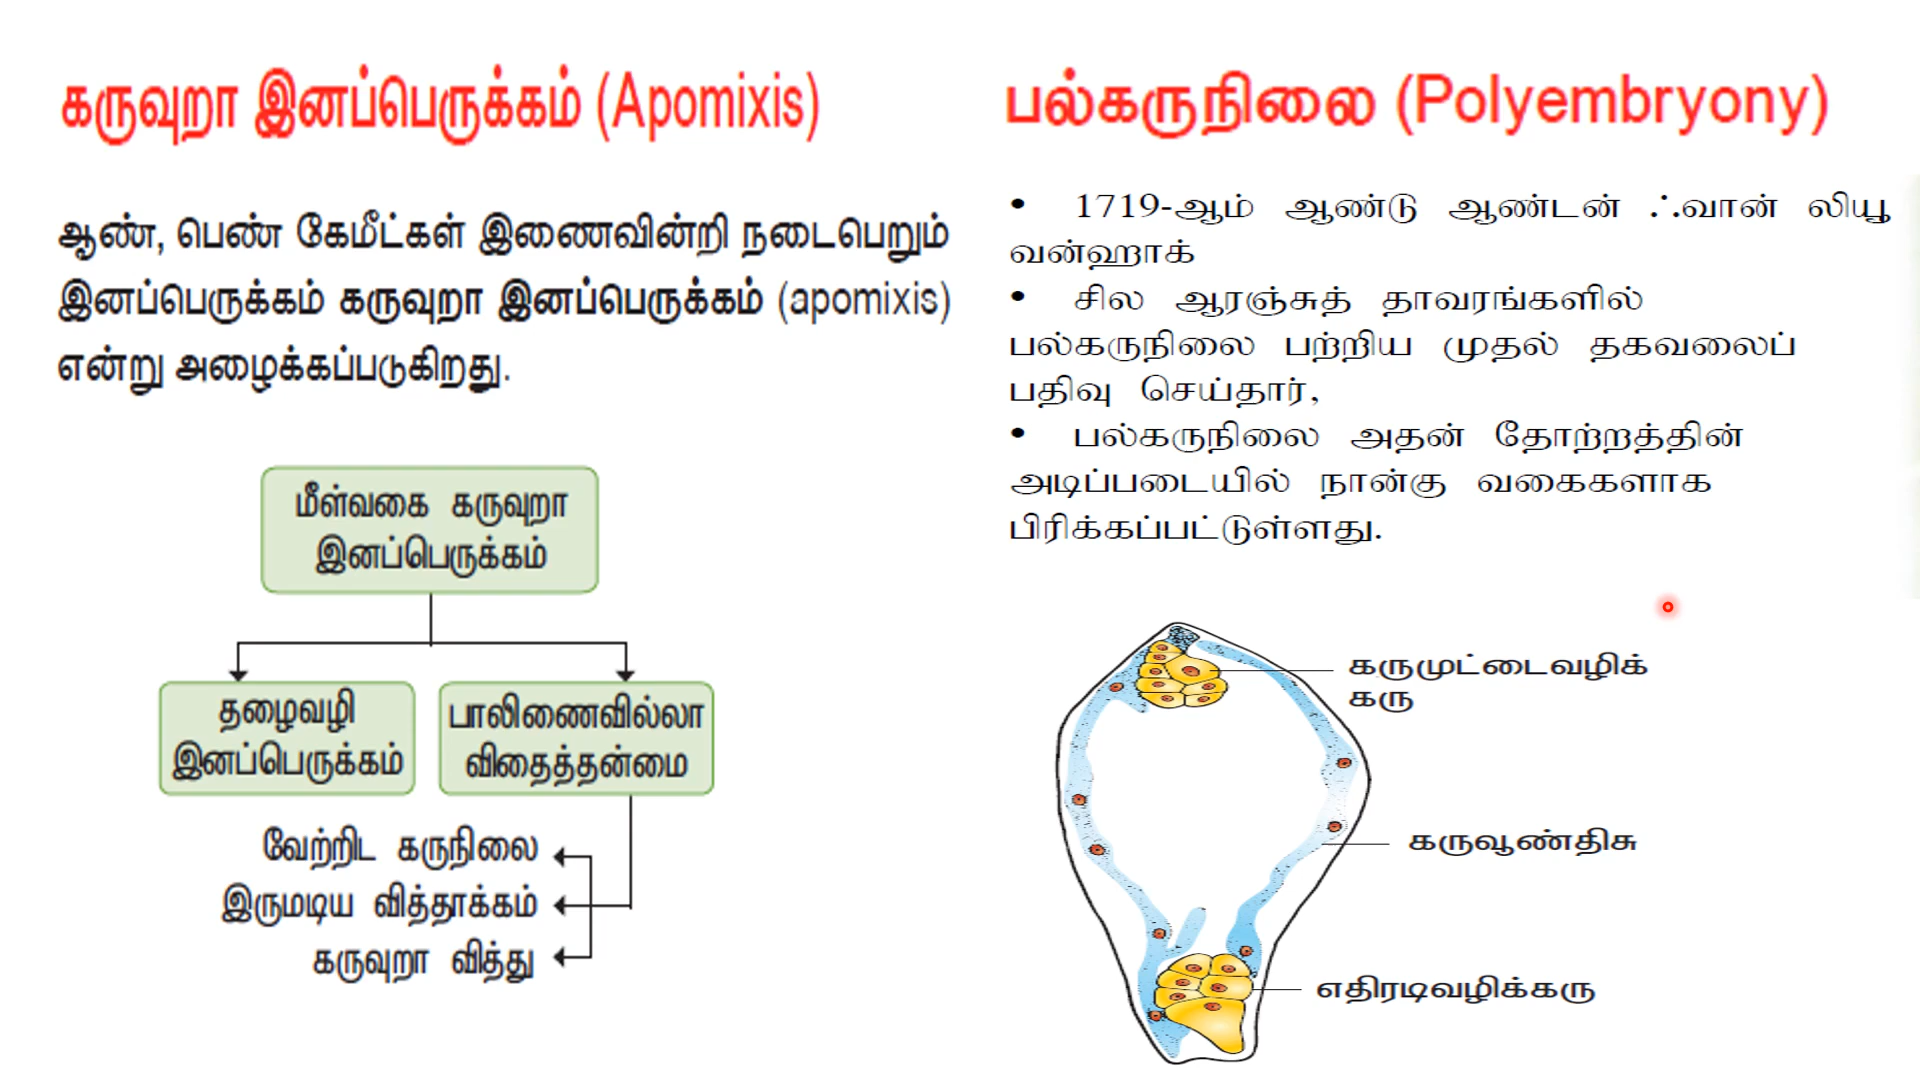 கருவுறா இனப்பெருக்கம் (Apomixis)
ஆண், பெண் கேமீட்கள் இணைவின்றி நடைபெறும்
இனப்பெருக்கம் கருவுறா இனப்பெருக்கம் (apomixis)
என்று அழைக்கப்படுகிறது.
மீள்வகை கருவுறா
இனப்பெருக்கம்
தழைவழி
இனப்பெருக்கம்
பாலிணைவில்லா
விதைத்தன்மை
வேற்றிட கருநிலை
இருமடிய வித்தாக்கம்
கருவுறா வித்து
பல்கருநிலை (Polyembryony)
• 1719-ஆம் ஆண்டு ஆண்டன் ஃவான் லியூ
வன்ஹாக்
• சில ஆரஞ்சுத் தாவரங்களில்
பல்கருநிலை பற்றிய முதல் தகவலைப்
பதிவு செய்தார்,
• பல்கருநிலை அதன் தோற்றத்தின்
அடிப்படையில் நான்கு வகைகளாக
பிரிக்கப்பட்டுள்ளது.
கருமுட்டைவழிக்
கரு
கருவூண்திசு
எதிரடிவழிக்கரு